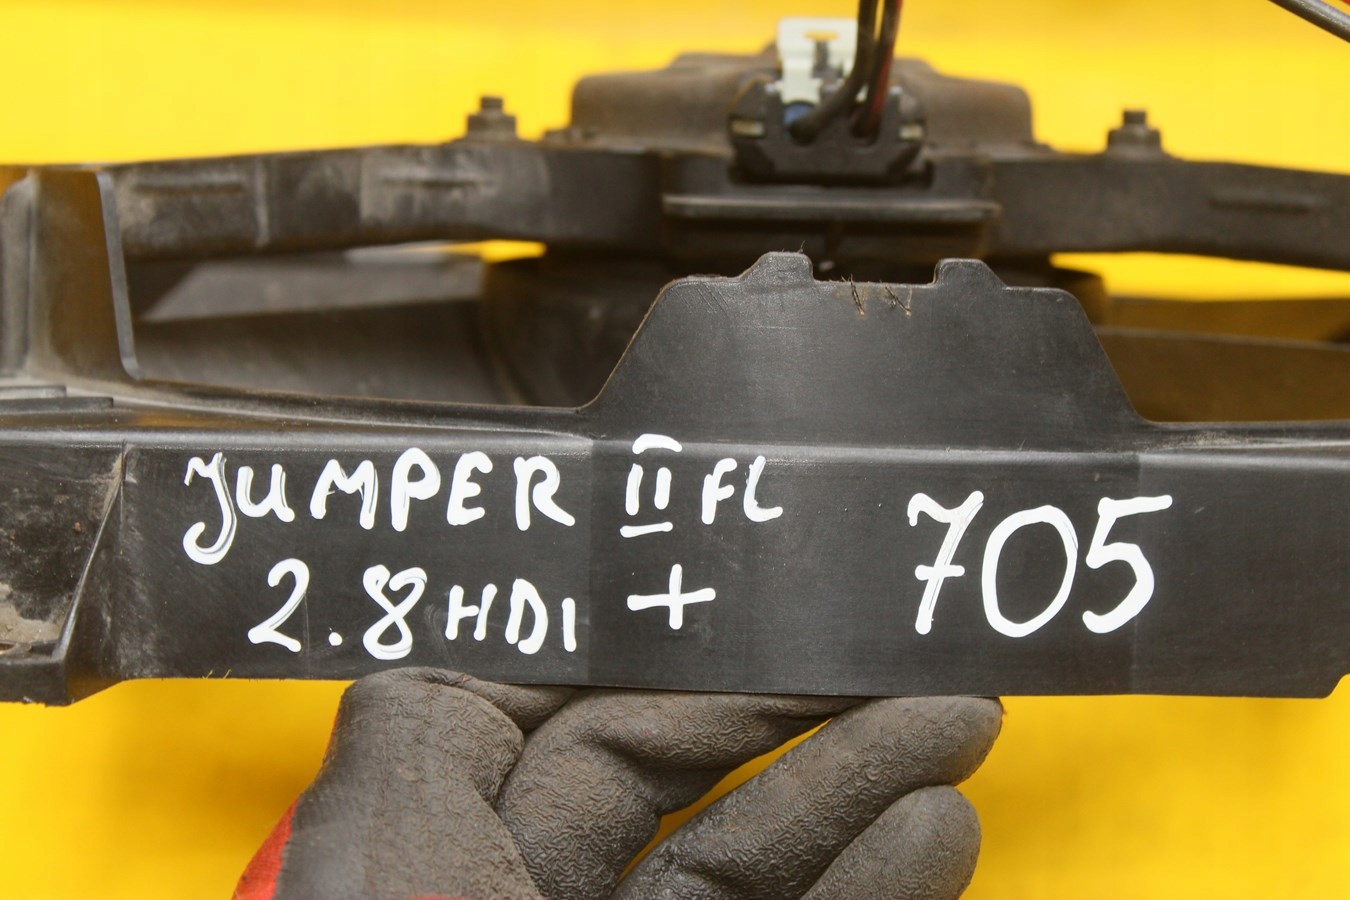 JUMPER II FL 705
2.8 HDI +